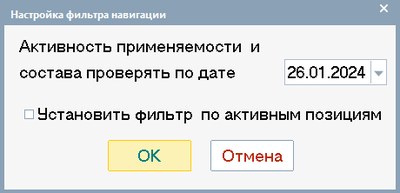 Настройка фильтра навигации
Активность применяемости и
состава проверять по дате
26.01.2024
Установить фильтр по активным позициям
OK
Отмена